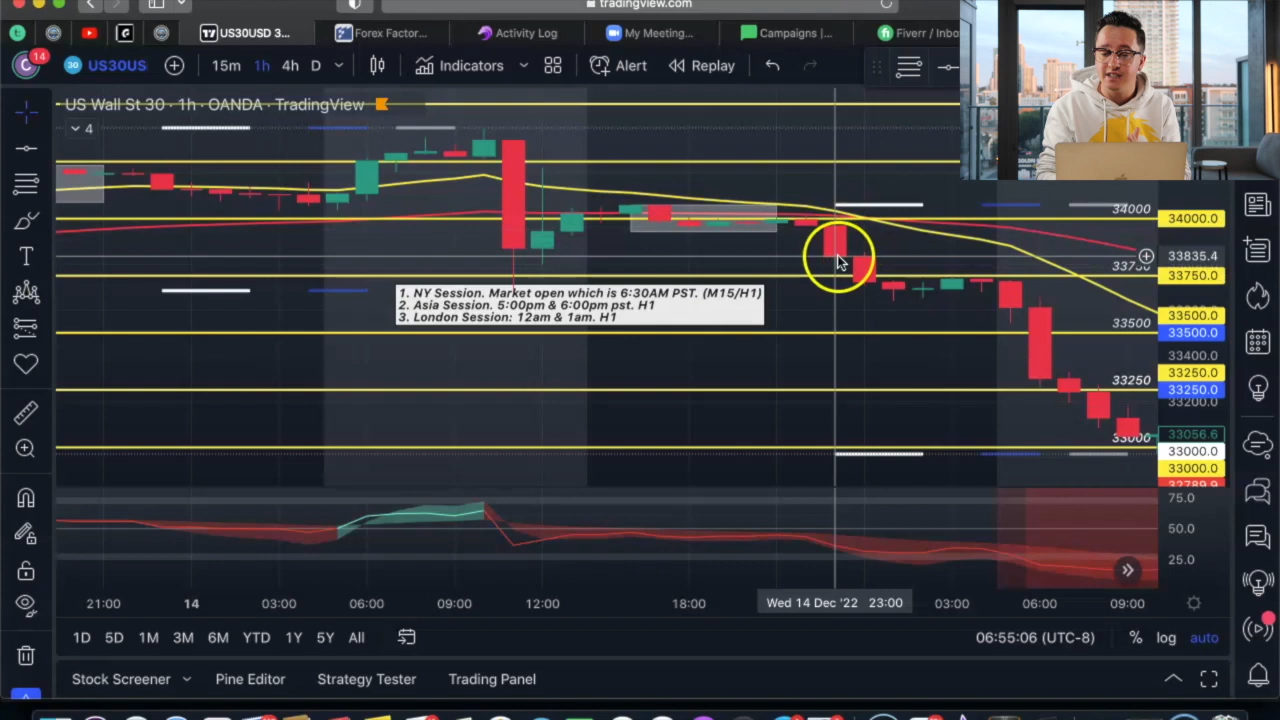 tradingview.com
US30USD 3...
Forex Factor...
Activity Log
My Meeting...
Campaigns |...
Fiverr / Inbo
14
30
US30US
15m
1h
4h
D
Indicators
Alert
Replay
US Wall St 30 · 1h · OANDA · TradingView
4
34000
34000.0
33835.4
33750.0
1. NY Session. Market open which is 6:30AM PST. (M15/H1)
2. Asia Session. 5:00pm & 6:00pm pst. H1
3. London Session: 12am & 1am. H1
33500.0
33500
33500.0
33400.0
33250.0
33250
33250.0
33200.0
33056.6
33000
33000.0
33000.0
32789.9
75.0
50.0
25.0
21:00
14
03:00
06:00
09:00
12:00
18:00
Wed 14 Dec '22 23:00
03:00
06:00
09:00
1D
5D
1M
3M
6M
YTD
1Y
5Y
All
06:55:06 (UTC-8)
%
log
auto
Stock Screener
Pine Editor
Strategy Tester
Trading Panel